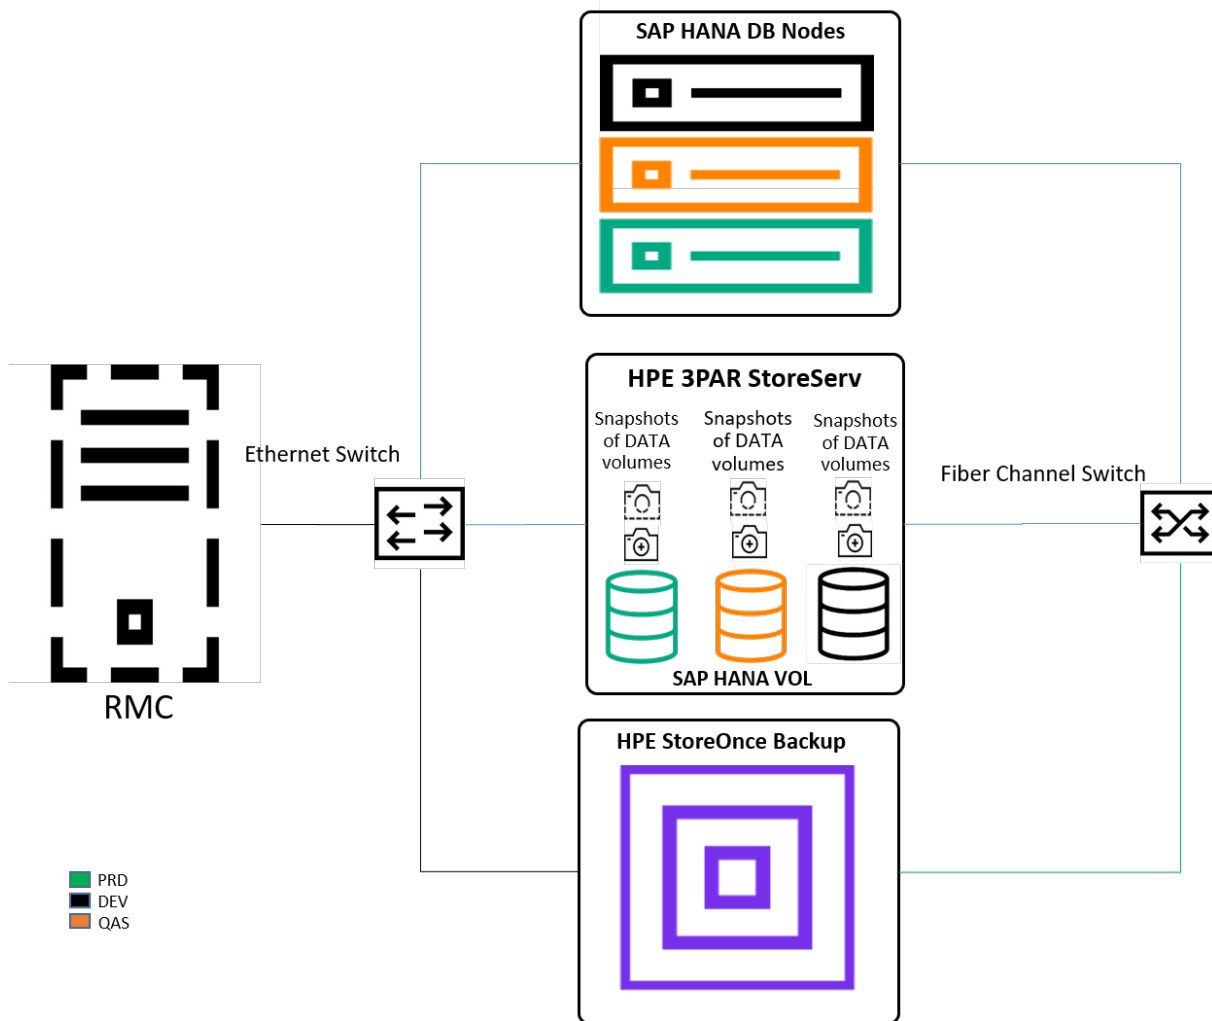 SAP HANA DB Nodes
HPE 3PAR StoreServ
Snapshots
of DATA
volumes
Snapshots
of DATA
volumes
Snapshots
of DATA
volumes
SAP HANA VOL
Ethernet Switch
Fiber Channel Switch
RMC
HPE StoreOnce Backup
PRD
DEV
QAS